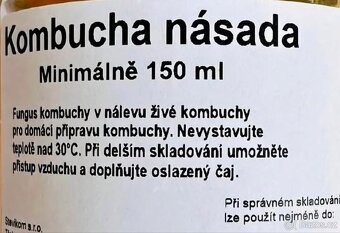 Kombucha násada
Minimálně 150 ml
Fungus kombuchy v nálevu živé kombuchy
pro domácí přípravu kombuchy. Nevystavujte
teplotě nad 30°C. Při delším skladování umožněte
přístup vzduchu a doplňujte oslazený čaj.
Při správném skladování
lze použít nejméně do:
Stevikom s.r.o.